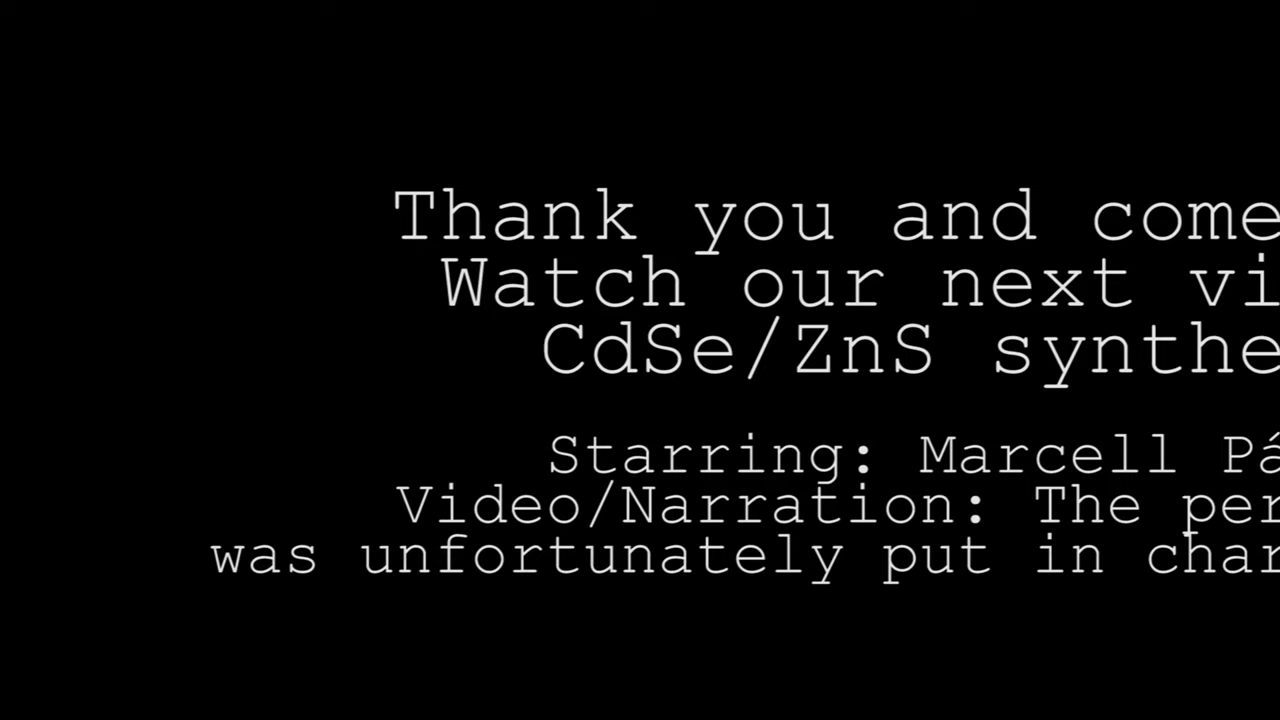 Thank you and come
Watch our next vi
CdSe/ZnS synthe
Starring: Marcell Pá
Video/Narration: The per
was unfortunately put in char